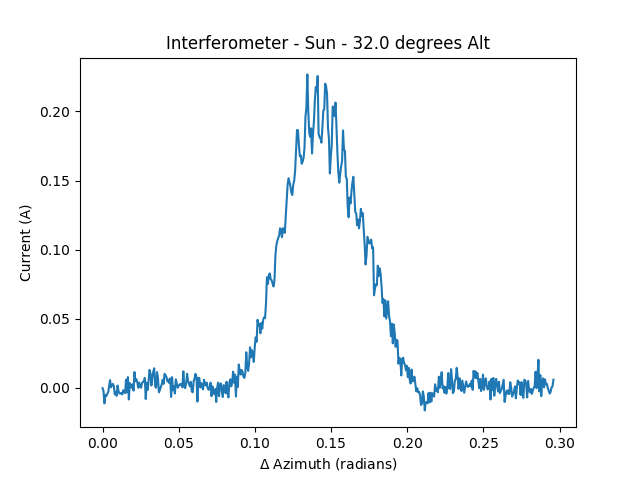 Interferometer - Sun - 32.0 degrees Alt
Current (A)
0.20
0.15
0.10
0.05
0.00
0.00 0.05 0.10 0.15 0.20 0.25 0.30
Δ Azimuth (radians)